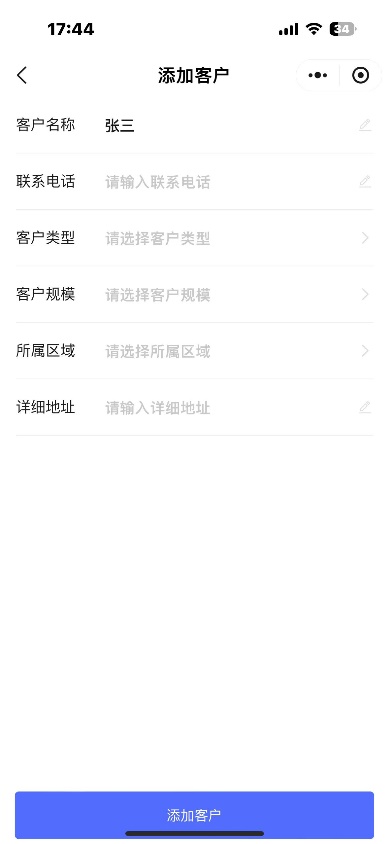 17:44
34
添加客户
客户名称 张三
联系电话 请输入联系电话
客户类型 请选择客户类型
客户规模 请选择客户规模
所属区域 请选择所属区域
详细地址 请输入详细地址
添加客户